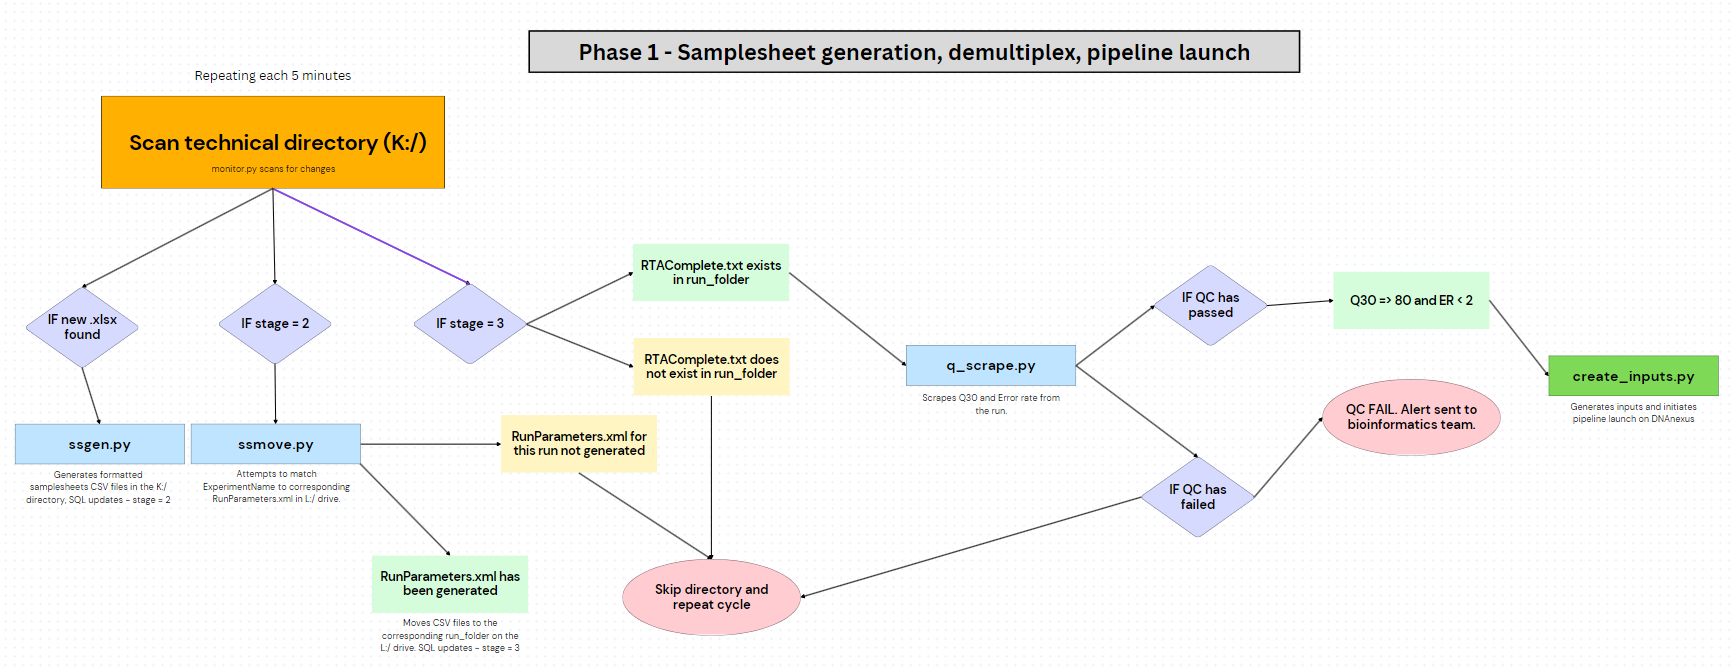 Phase 1 - Samplesheet generation, demultiplex, pipeline launch
Repeating each 5 minutes
Scan technical directory (K:/)
monitor.py scans for changes
IF new .xlsx
found
IF stage = 2
IF stage = 3
RTAComplete.txt exists
in run_folder
RTAComplete.txt does
not exist in run_folder
ssgen.py
Generates formatted
samplesheets CSV files in the K:/
directory, SQL updates - stage = 2
ssmove.py
Attempts to match
ExperimentName to corresponding
RunParameters.xml in L:/ drive.
RunParameters.xml for
this run not generated
RunParameters.xml has
been generated
Moves CSV files to the
corresponding run_folder on the
L:/ drive. SQL updates - stage = 3
Skip directory and
repeat cycle
q_scrape.py
Scrapes Q30 and Error rate from
the run.
IF QC has
passed
Q30 => 80 and ER < 2
IF QC has
failed
QC FAIL. Alert sent to
bioinformatics team.
create_inputs.py
Generates inputs and initiates
pipeline launch on DNAnexus